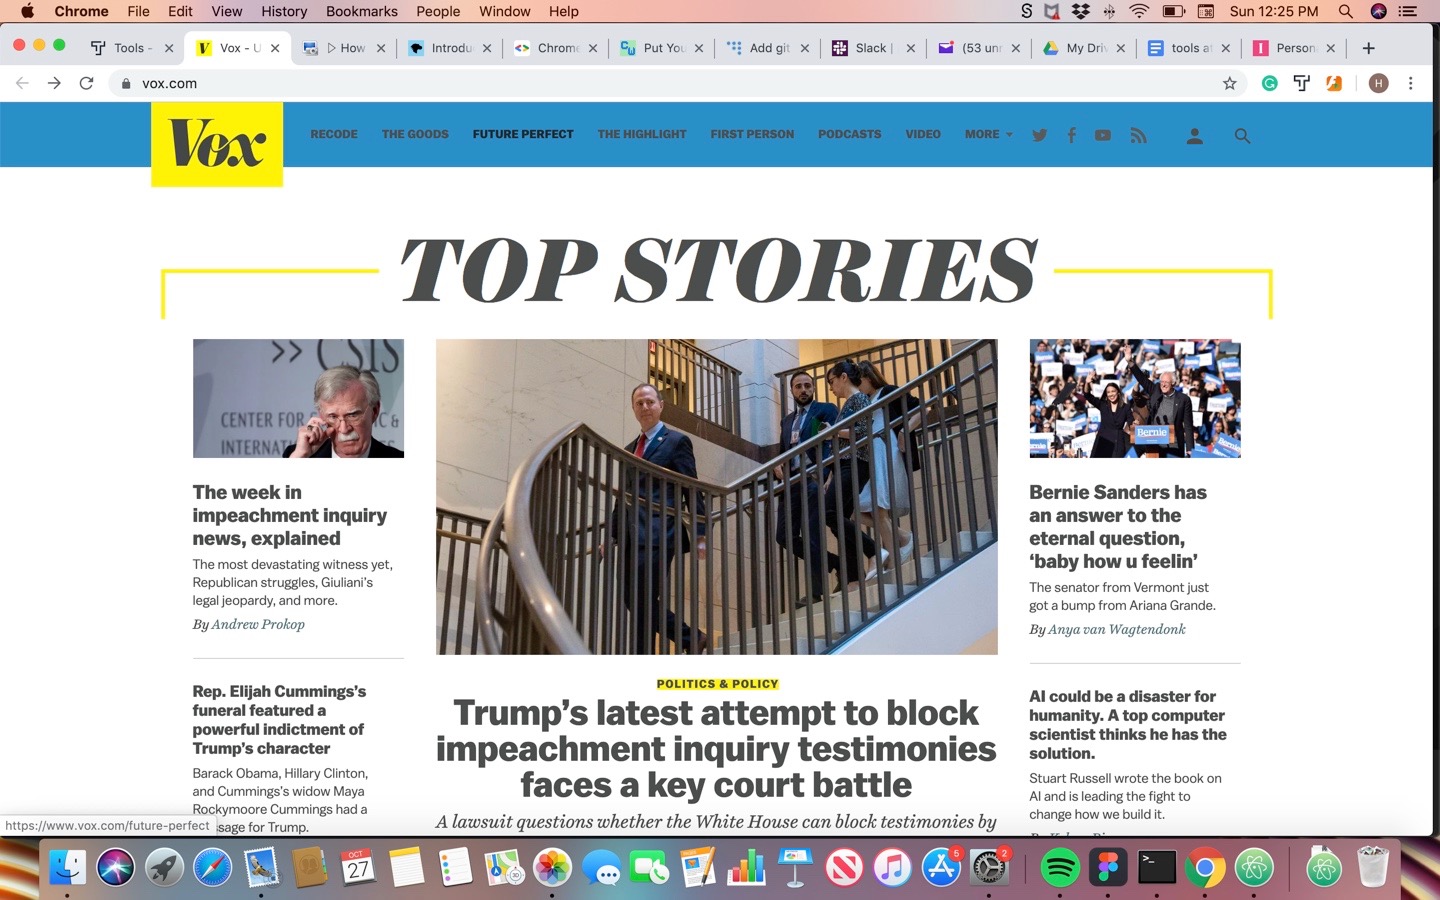 Chrome File Edit View History Bookmarks People Window Help Sun 12:25 PM
Tools - Vox - U How Introdu Chrome Put You Add git Slack | (53 unr My Driv tools at Person
vox.com H
Vox RECODE THE GOODS FUTURE PERFECT THE HIGHLIGHT FIRST PERSON PODCASTS VIDEO MORE
TOP STORIES
>> CSIS
CENTER FOR
INTERNATI
The week in
impeachment inquiry
news, explained
The most devastating witness yet,
Republican struggles, Giuliani's
legal jeopardy, and more.
By Andrew Prokop
Rep. Elijah Cummings's
funeral featured a
powerful indictment of
Trump's character
Barack Obama, Hillary Clinton,
and Cummings's widow Maya
Rockymoore Cummings had a
ssage for Trump.
POLITICS & POLICY
Trump's latest attempt to block
impeachment inquiry testimonies
faces a key court battle
A lawsuit questions whether the White House can block testimonies by
Bernie
Bernie Sanders has
an answer to the
eternal question,
‘baby how u feelin’
The senator from Vermont just
got a bump from Ariana Grande.
By Anya van Wagtendonk
AI could be a disaster for
humanity. A top computer
scientist thinks he has the
solution.
Stuart Russell wrote the book on
AI and is leading the fight to
change how we build it.
https://www.vox.com/future-perfect
OCT
27
5
2